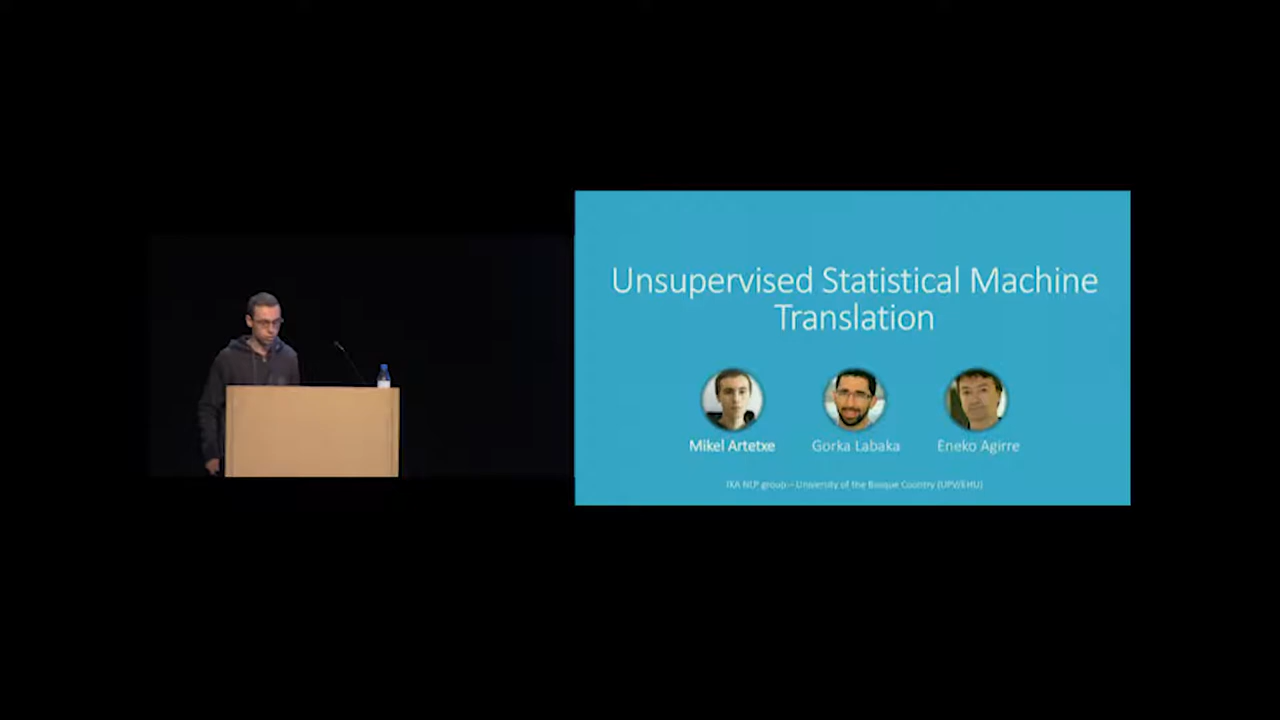 Unsupervised Statistical Machine
Translation
Mikel Artetxe
Gorka Labaka
Eneko Agirre
IXA NLP group – University of the Basque Country (UPV/EHU)